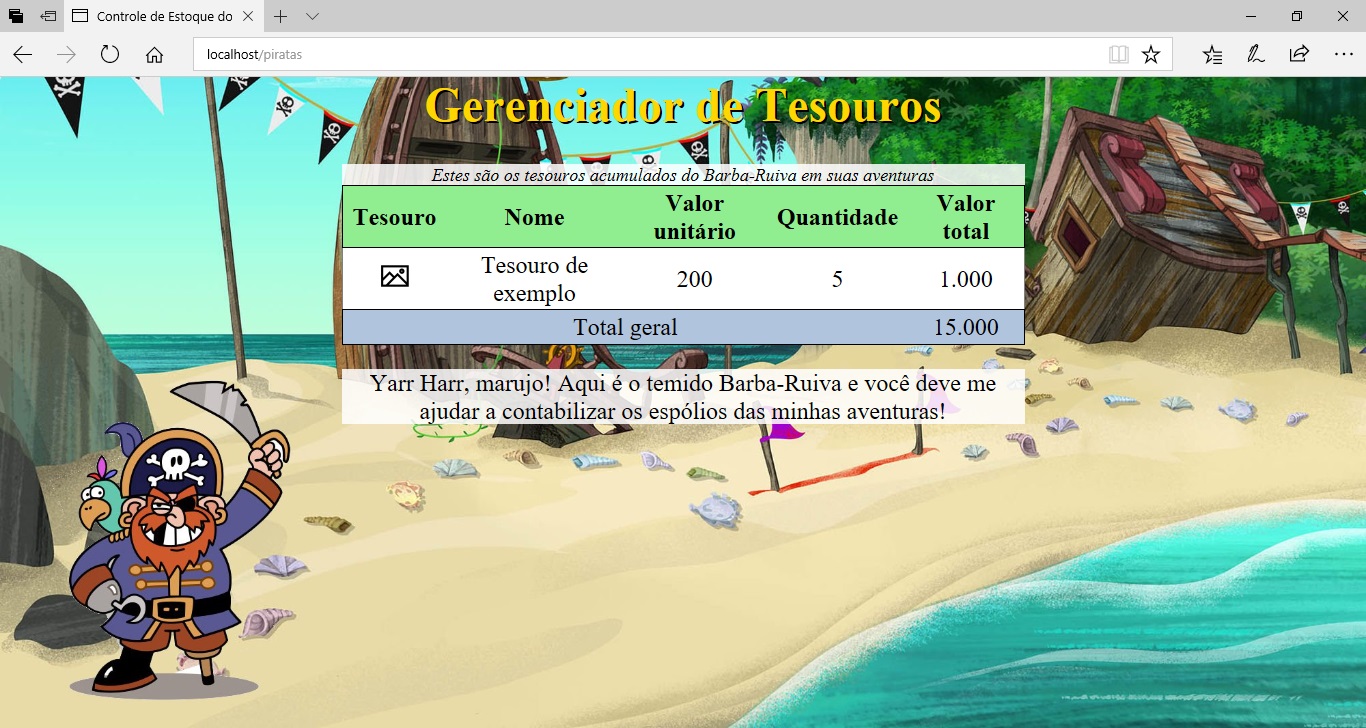 Controle de Estoque do
localhost/piratas
Gerenciador de Tesouros
Estes são os tesouros acumulados do Barba-Ruiva em suas aventuras
Tesouro Nome Valor unitário Quantidade Valor total
Tesouro de exemplo 200 5 1.000
Total geral 15.000
Yarr Harr, marujo! Aqui é o temido Barba-Ruiva e você deve me
ajudar a contabilizar os espólios das minhas aventuras!